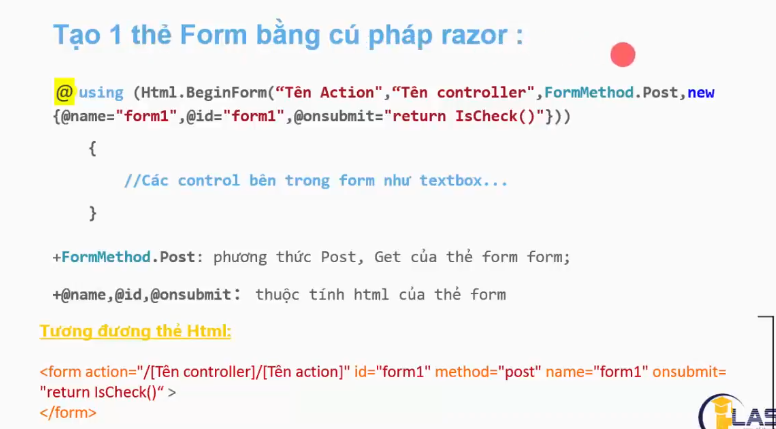 Tạo 1 thẻ Form bằng cú pháp razor :
@using (Html.BeginForm(“Tên Action",“Tên controller",FormMethod.Post,new
{@name="form1",@id="form1",@onsubmit="return IsCheck()"}))
{
//Các control bên trong form như textbox...
}
+FormMethod.Post: phương thức Post, Get của thẻ form form;
+@name,@id,@onsubmit: thuộc tính html của thẻ form
Tương đương thẻ Html:
<form action="/[Tên controller]/[Tên action]" id="form1" method="post" name="form1" onsubmit=
"return IsCheck()“ >
</form>
LAS